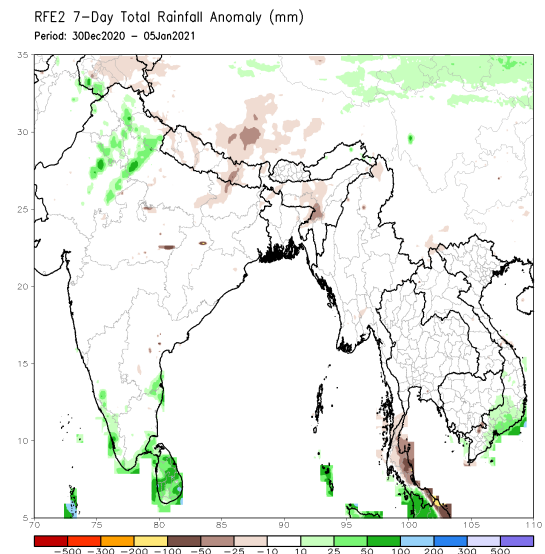 RFE2 7-Day Total Rainfall Anomaly (mm)
Period: 30Dec2020 - 05Jan2021
35
30
25
20
15
10
5
70 75 80 85 90 95 100 105 110
-500 -300 -200 -100 -50 -25 -10 10 25 50 100 200 300 500